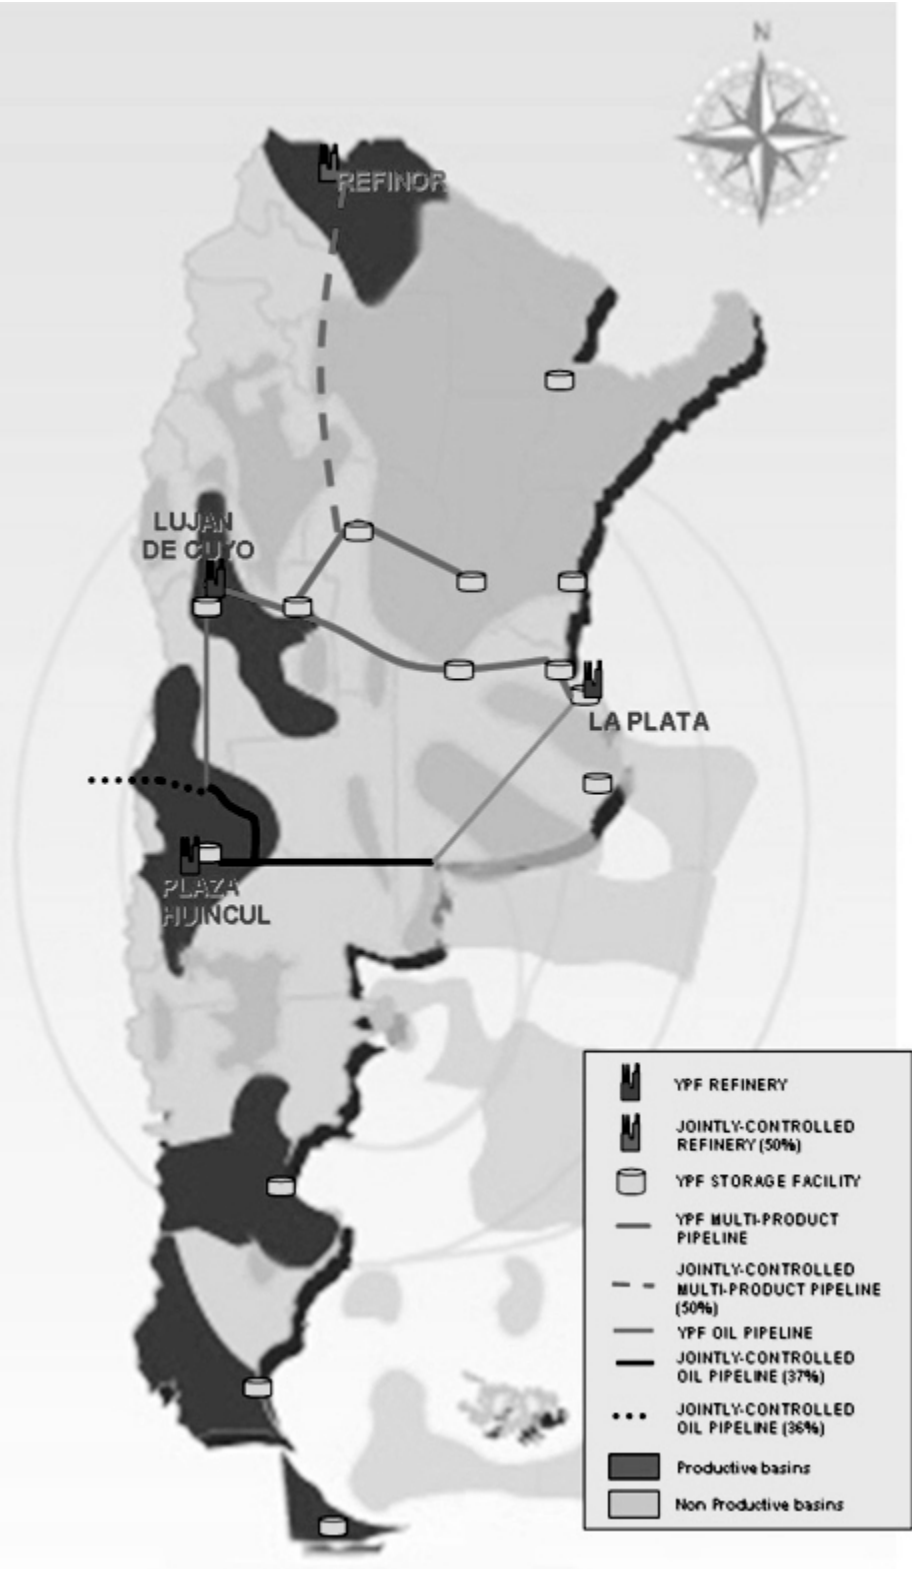 N
REFINOR
LUJAN
DE CUYO
LA PLATA
PLAZA
HUINCUL
YPF REFINERY
JOINTLY-CONTROLLED
REFINERY (50%)
YPF STORAGE FACILITY
YPF MULTI-PRODUCT
PIPELINE
JOINTLY-CONTROLLED
MULTI-PRODUCT PIPELINE
(50%)
YPF OIL PIPELINE
JOINTLY-CONTROLLED
OIL PIPELINE (37%)
JOINTLY-CONTROLLED
OIL PIPELINE (36%)
Productive basins
Non Productive basins